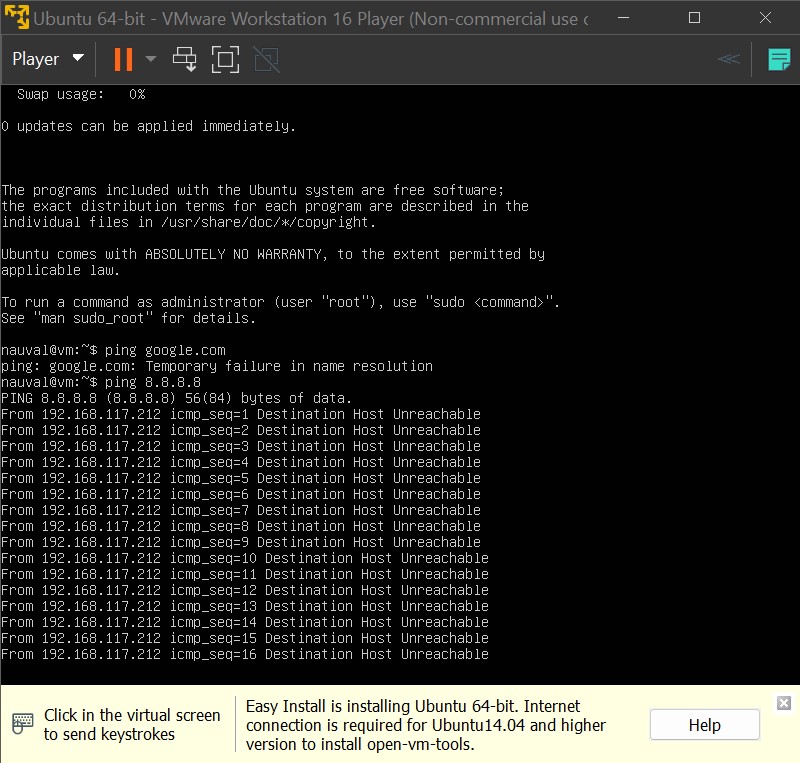 Ubuntu 64-bit - VMware Workstation 16 Player (Non-commercial use o
Player
Swap usage:   0%
0 updates can be applied immediately.
The programs included with the Ubuntu system are free software;
the exact distribution terms for each program are described in the
individual files in /usr/share/doc/*/copyright.
Ubuntu comes with ABSOLUTELY NO WARRANTY, to the extent permitted by
applicable law.
To run a command as administrator (user "root"), use "sudo <command>".
See "man sudo_root" for details.
nauval@vm:~$ ping google.com
ping: google.com: Temporary failure in name resolution
nauval@vm:~$ ping 8.8.8.8
PING 8.8.8.8 (8.8.8.8) 56(84) bytes of data.
From 192.168.117.212 icmp_seq=1 Destination Host Unreachable
From 192.168.117.212 icmp_seq=2 Destination Host Unreachable
From 192.168.117.212 icmp_seq=3 Destination Host Unreachable
From 192.168.117.212 icmp_seq=4 Destination Host Unreachable
From 192.168.117.212 icmp_seq=5 Destination Host Unreachable
From 192.168.117.212 icmp_seq=6 Destination Host Unreachable
From 192.168.117.212 icmp_seq=7 Destination Host Unreachable
From 192.168.117.212 icmp_seq=8 Destination Host Unreachable
From 192.168.117.212 icmp_seq=9 Destination Host Unreachable
From 192.168.117.212 icmp_seq=10 Destination Host Unreachable
From 192.168.117.212 icmp_seq=11 Destination Host Unreachable
From 192.168.117.212 icmp_seq=12 Destination Host Unreachable
From 192.168.117.212 icmp_seq=13 Destination Host Unreachable
From 192.168.117.212 icmp_seq=14 Destination Host Unreachable
From 192.168.117.212 icmp_seq=15 Destination Host Unreachable
From 192.168.117.212 icmp_seq=16 Destination Host Unreachable
Click in the virtual screen
to send keystrokes
Easy Install is installing Ubuntu 64-bit. Internet
connection is required for Ubuntu14.04 and higher
version to install open-vm-tools.
Help